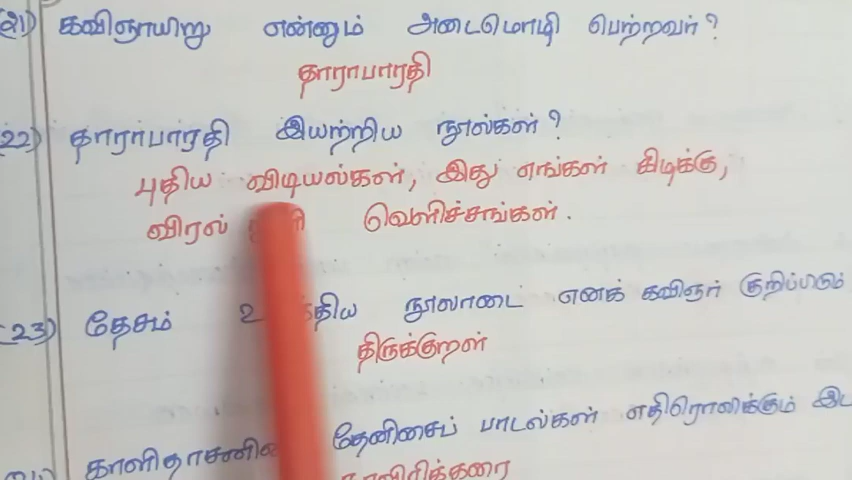 21) கவிஞாயிறு என்னும் அடைமொழி பெற்றவர்?
தாராபாரதி
22) தாராபாரதி இயற்றிய நூல்கள்?
புதிய விடியல்கள், இது எங்கள் கிழக்கு,
விரல் வெளிச்சங்கள்.
23) தேசம் நூலாடை எனக் கவிஞர் குறிப்பிடும்
திருக்குறள்
தேனிசைப் பாடல்கள் எதிரொலிக்கும்